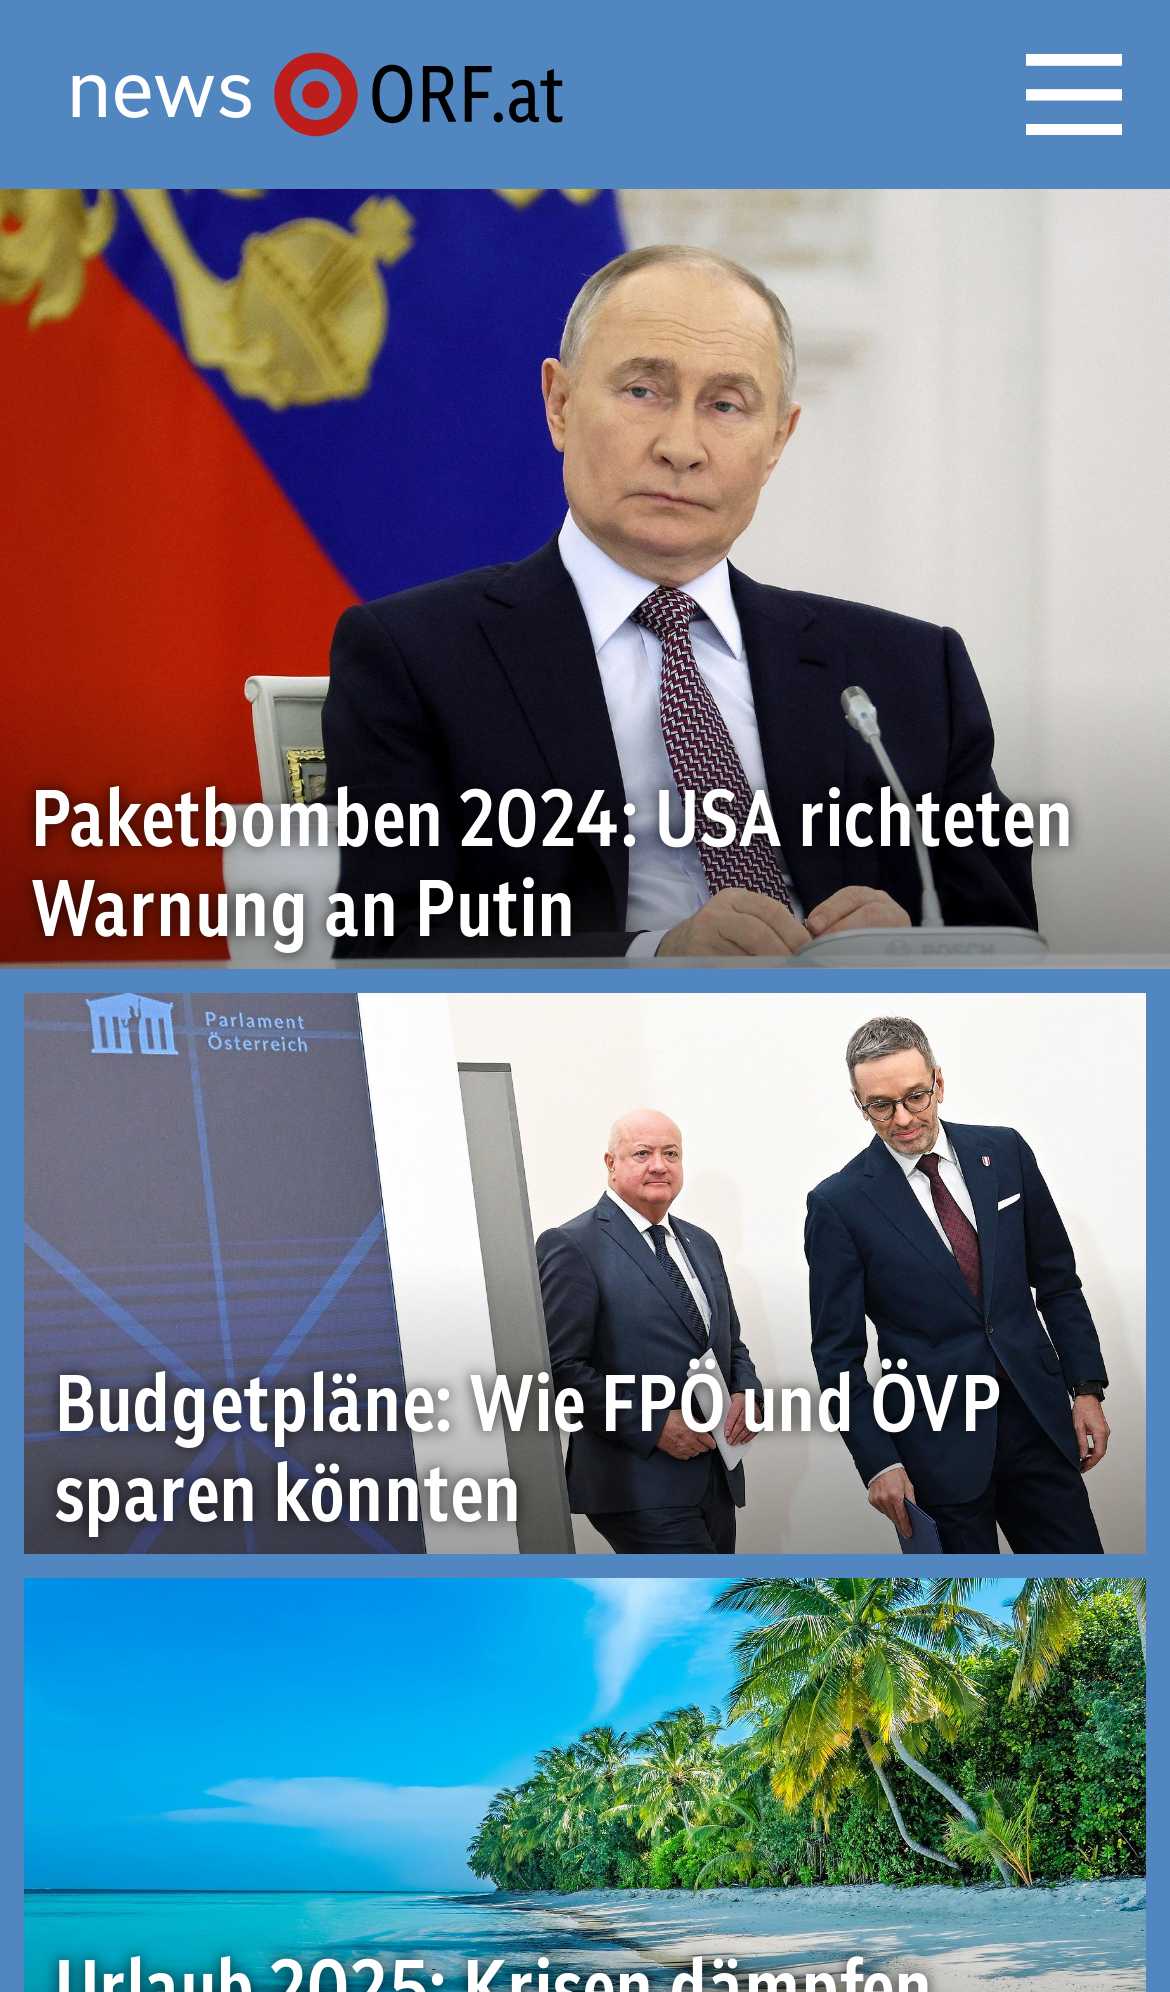 news ORF.at
Paketbomben 2024: USA richteten
Warnung an Putin
BOSCH
Parlament
Österreich
Budgetpläne: Wie FPÖ und ÖVP
sparen könnten
Urlaub 2025: Krisen dämpfen